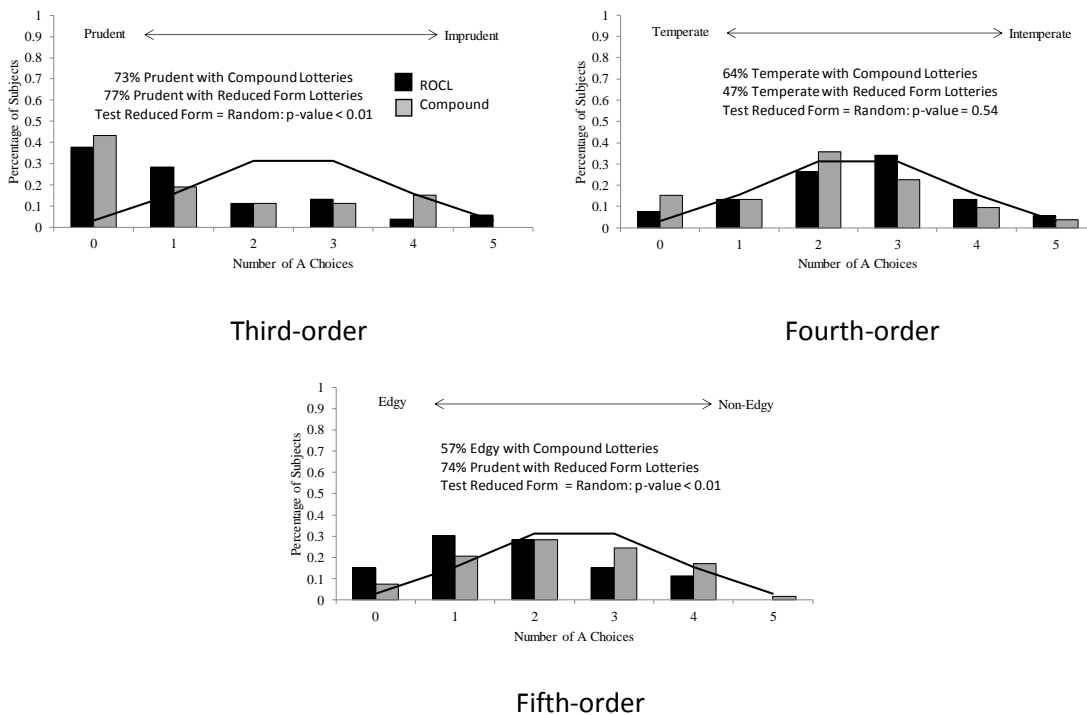 1
0.9
0.8
0.7
0.6
0.5
0.4
0.3
0.2
0.1
0
Percentage of Subjects
Prudent
Imprudent
73% Prudent with Compound Lotteries
77% Prudent with Reduced Form Lotteries
Test Reduced Form = Random: p-value < 0.01
ROCL
Compound
0 1 2 3 4 5
Number of A Choices
Third-order
1
0.9
0.8
0.7
0.6
0.5
0.4
0.3
0.2
0.1
0
Percentage of Subjects
Temperate
Intemperate
64% Temperate with Compound Lotteries
47% Temperate with Reduced Form Lotteries
Test Reduced Form = Random: p-value = 0.54
0 1 2 3 4 5
Number of A Choices
Fourth-order
1
0.9
0.8
0.7
0.6
0.5
0.4
0.3
0.2
0.1
0
Percentage of Subjects
Edgy
Non-Edgy
57% Edgy with Compound Lotteries
74% Prudent with Reduced Form Lotteries
Test Reduced Form = Random: p-value < 0.01
0 1 2 3 4 5
Number of A Choices
Fifth-order